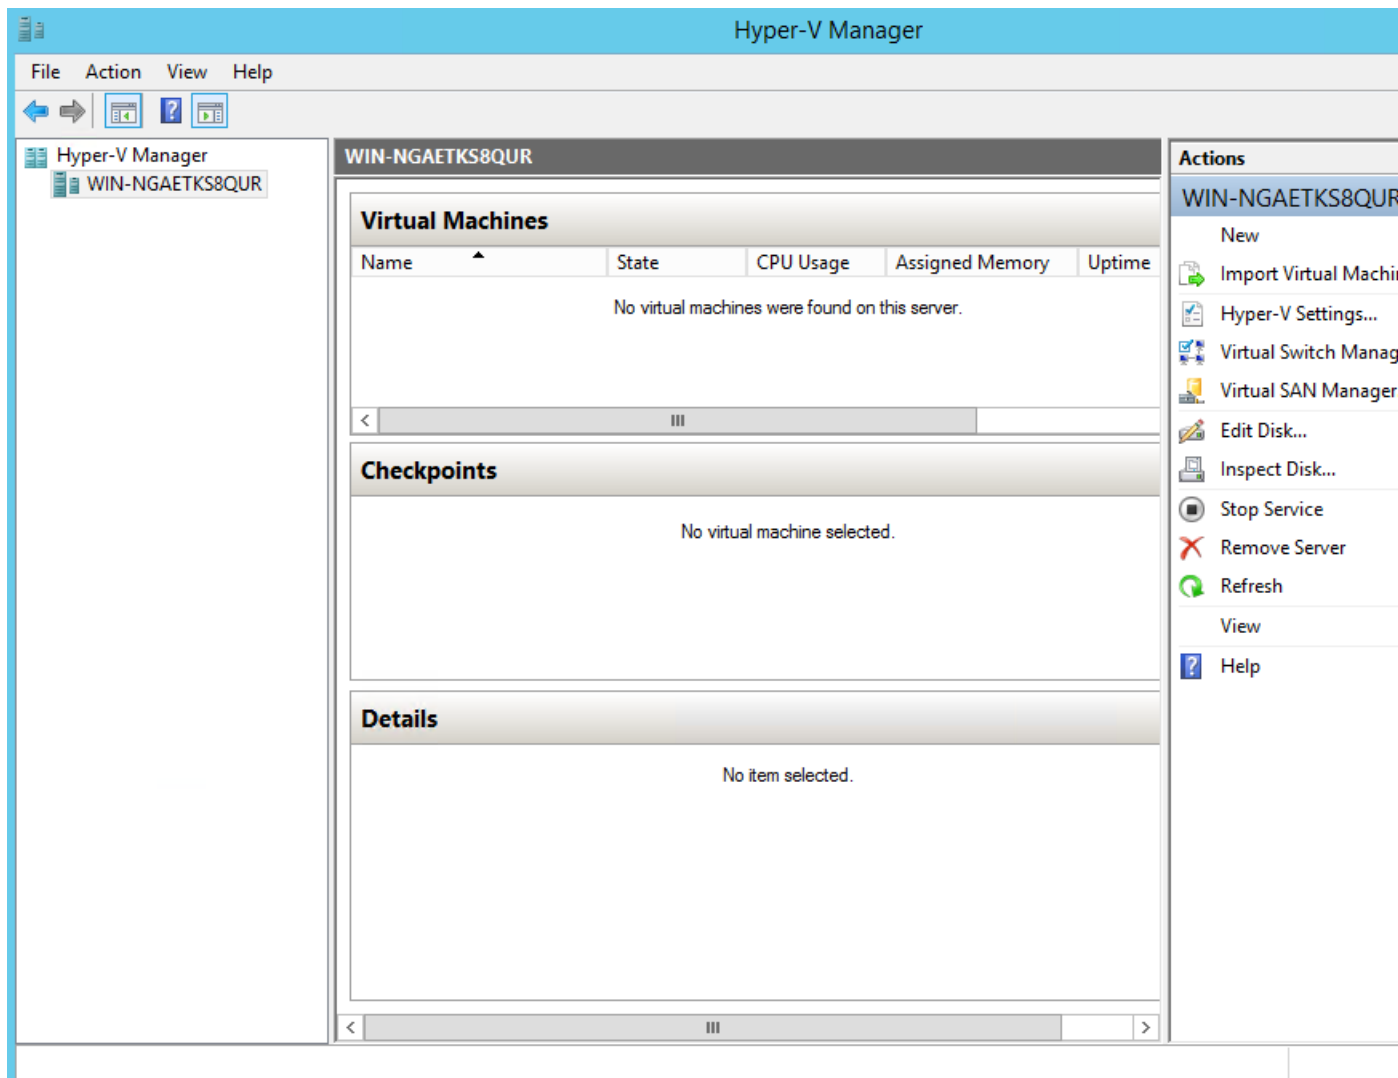 Hyper-V Manager
File Action View Help
Hyper-V Manager
WIN-NGAETKS8QUR
WIN-NGAETKS8QUR
Virtual Machines
Name State CPU Usage Assigned Memory Uptime
No virtual machines were found on this server.
Checkpoints
No virtual machine selected.
Details
No item selected.
Actions
WIN-NGAETKS8QUR
New
Import Virtual Machi
Hyper-V Settings...
Virtual Switch Manag
Virtual SAN Manager
Edit Disk...
Inspect Disk...
Stop Service
Remove Server
Refresh
View
Help